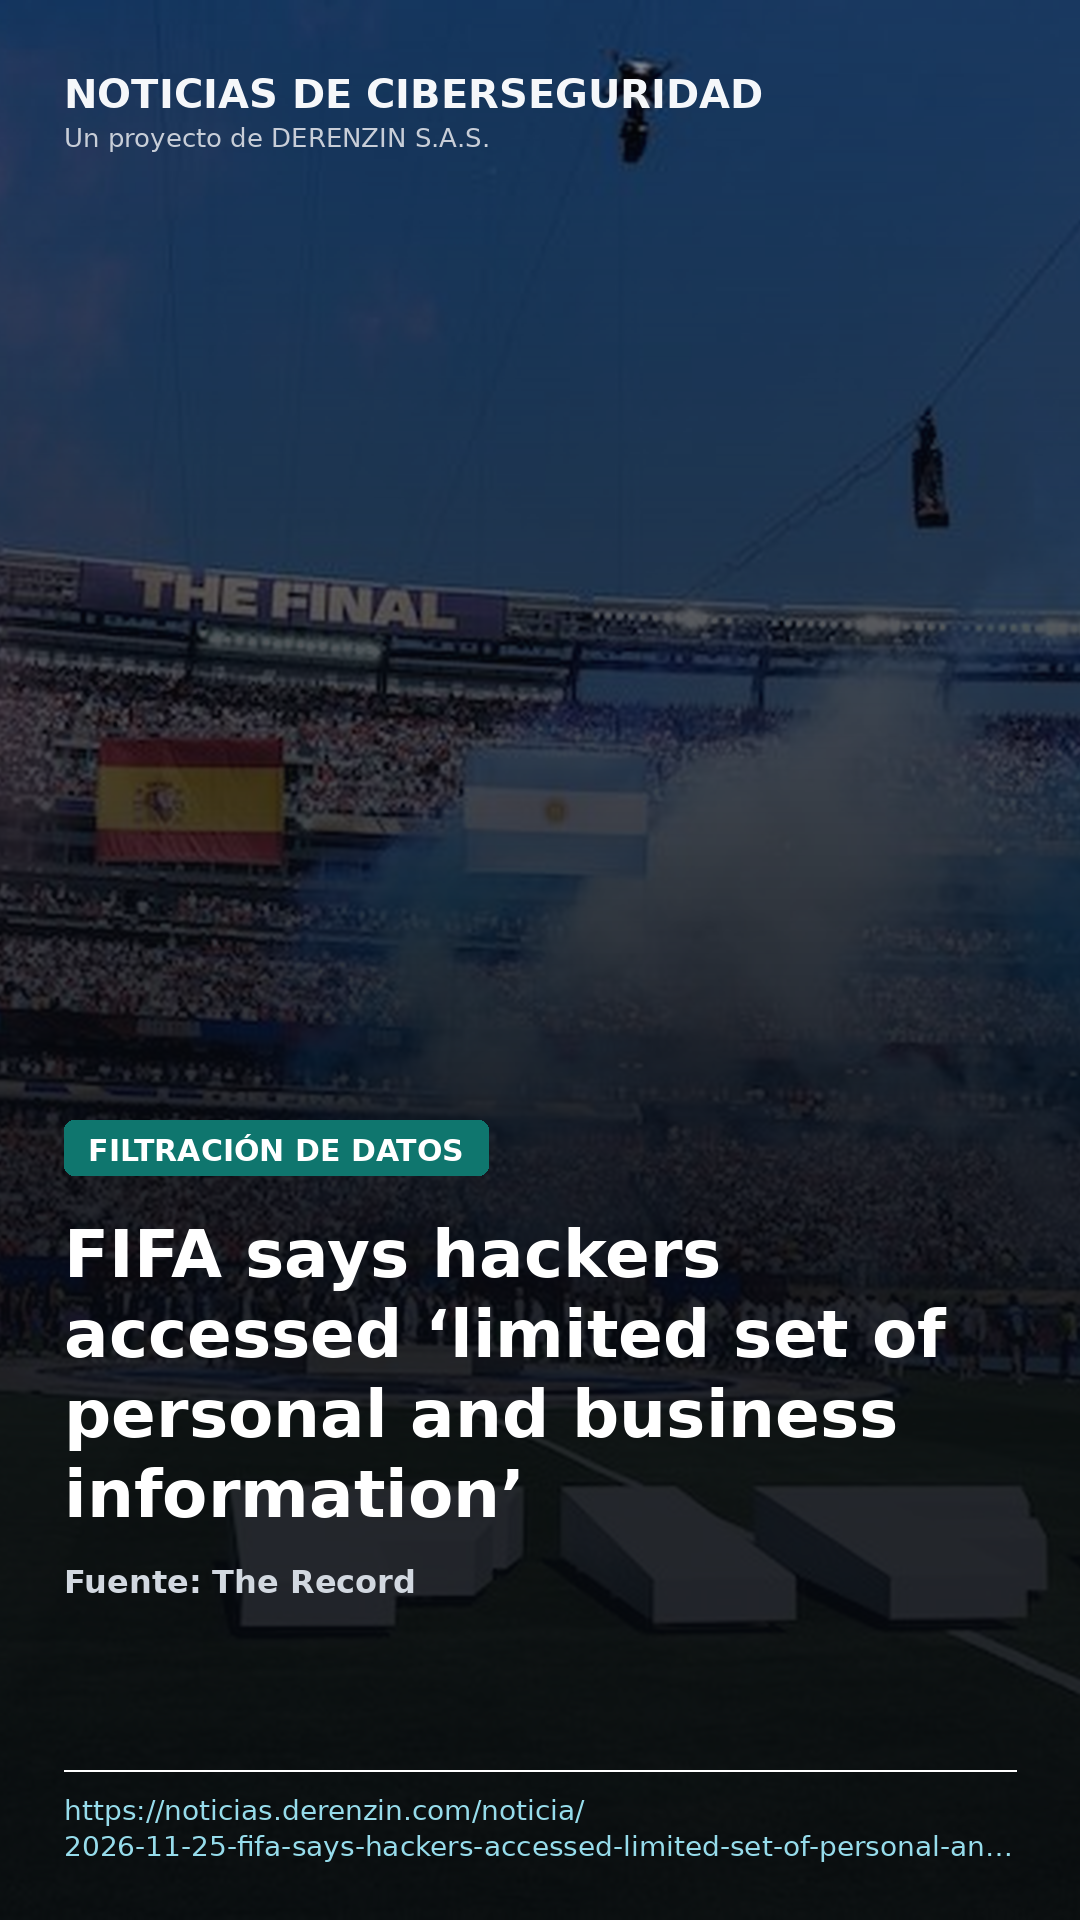 NOTICIAS DE CIBERSEGURIDAD
Un proyecto de DERENZIN S.A.S.
THE FINAL
FILTRACIÓN DE DATOS
FIFA says hackers
accessed ‘limited set of
personal and business
information’
Fuente: The Record
https://noticias.derenzin.com/noticia/
2026-11-25-fifa-says-hackers-accessed-limited-set-of-personal-an…